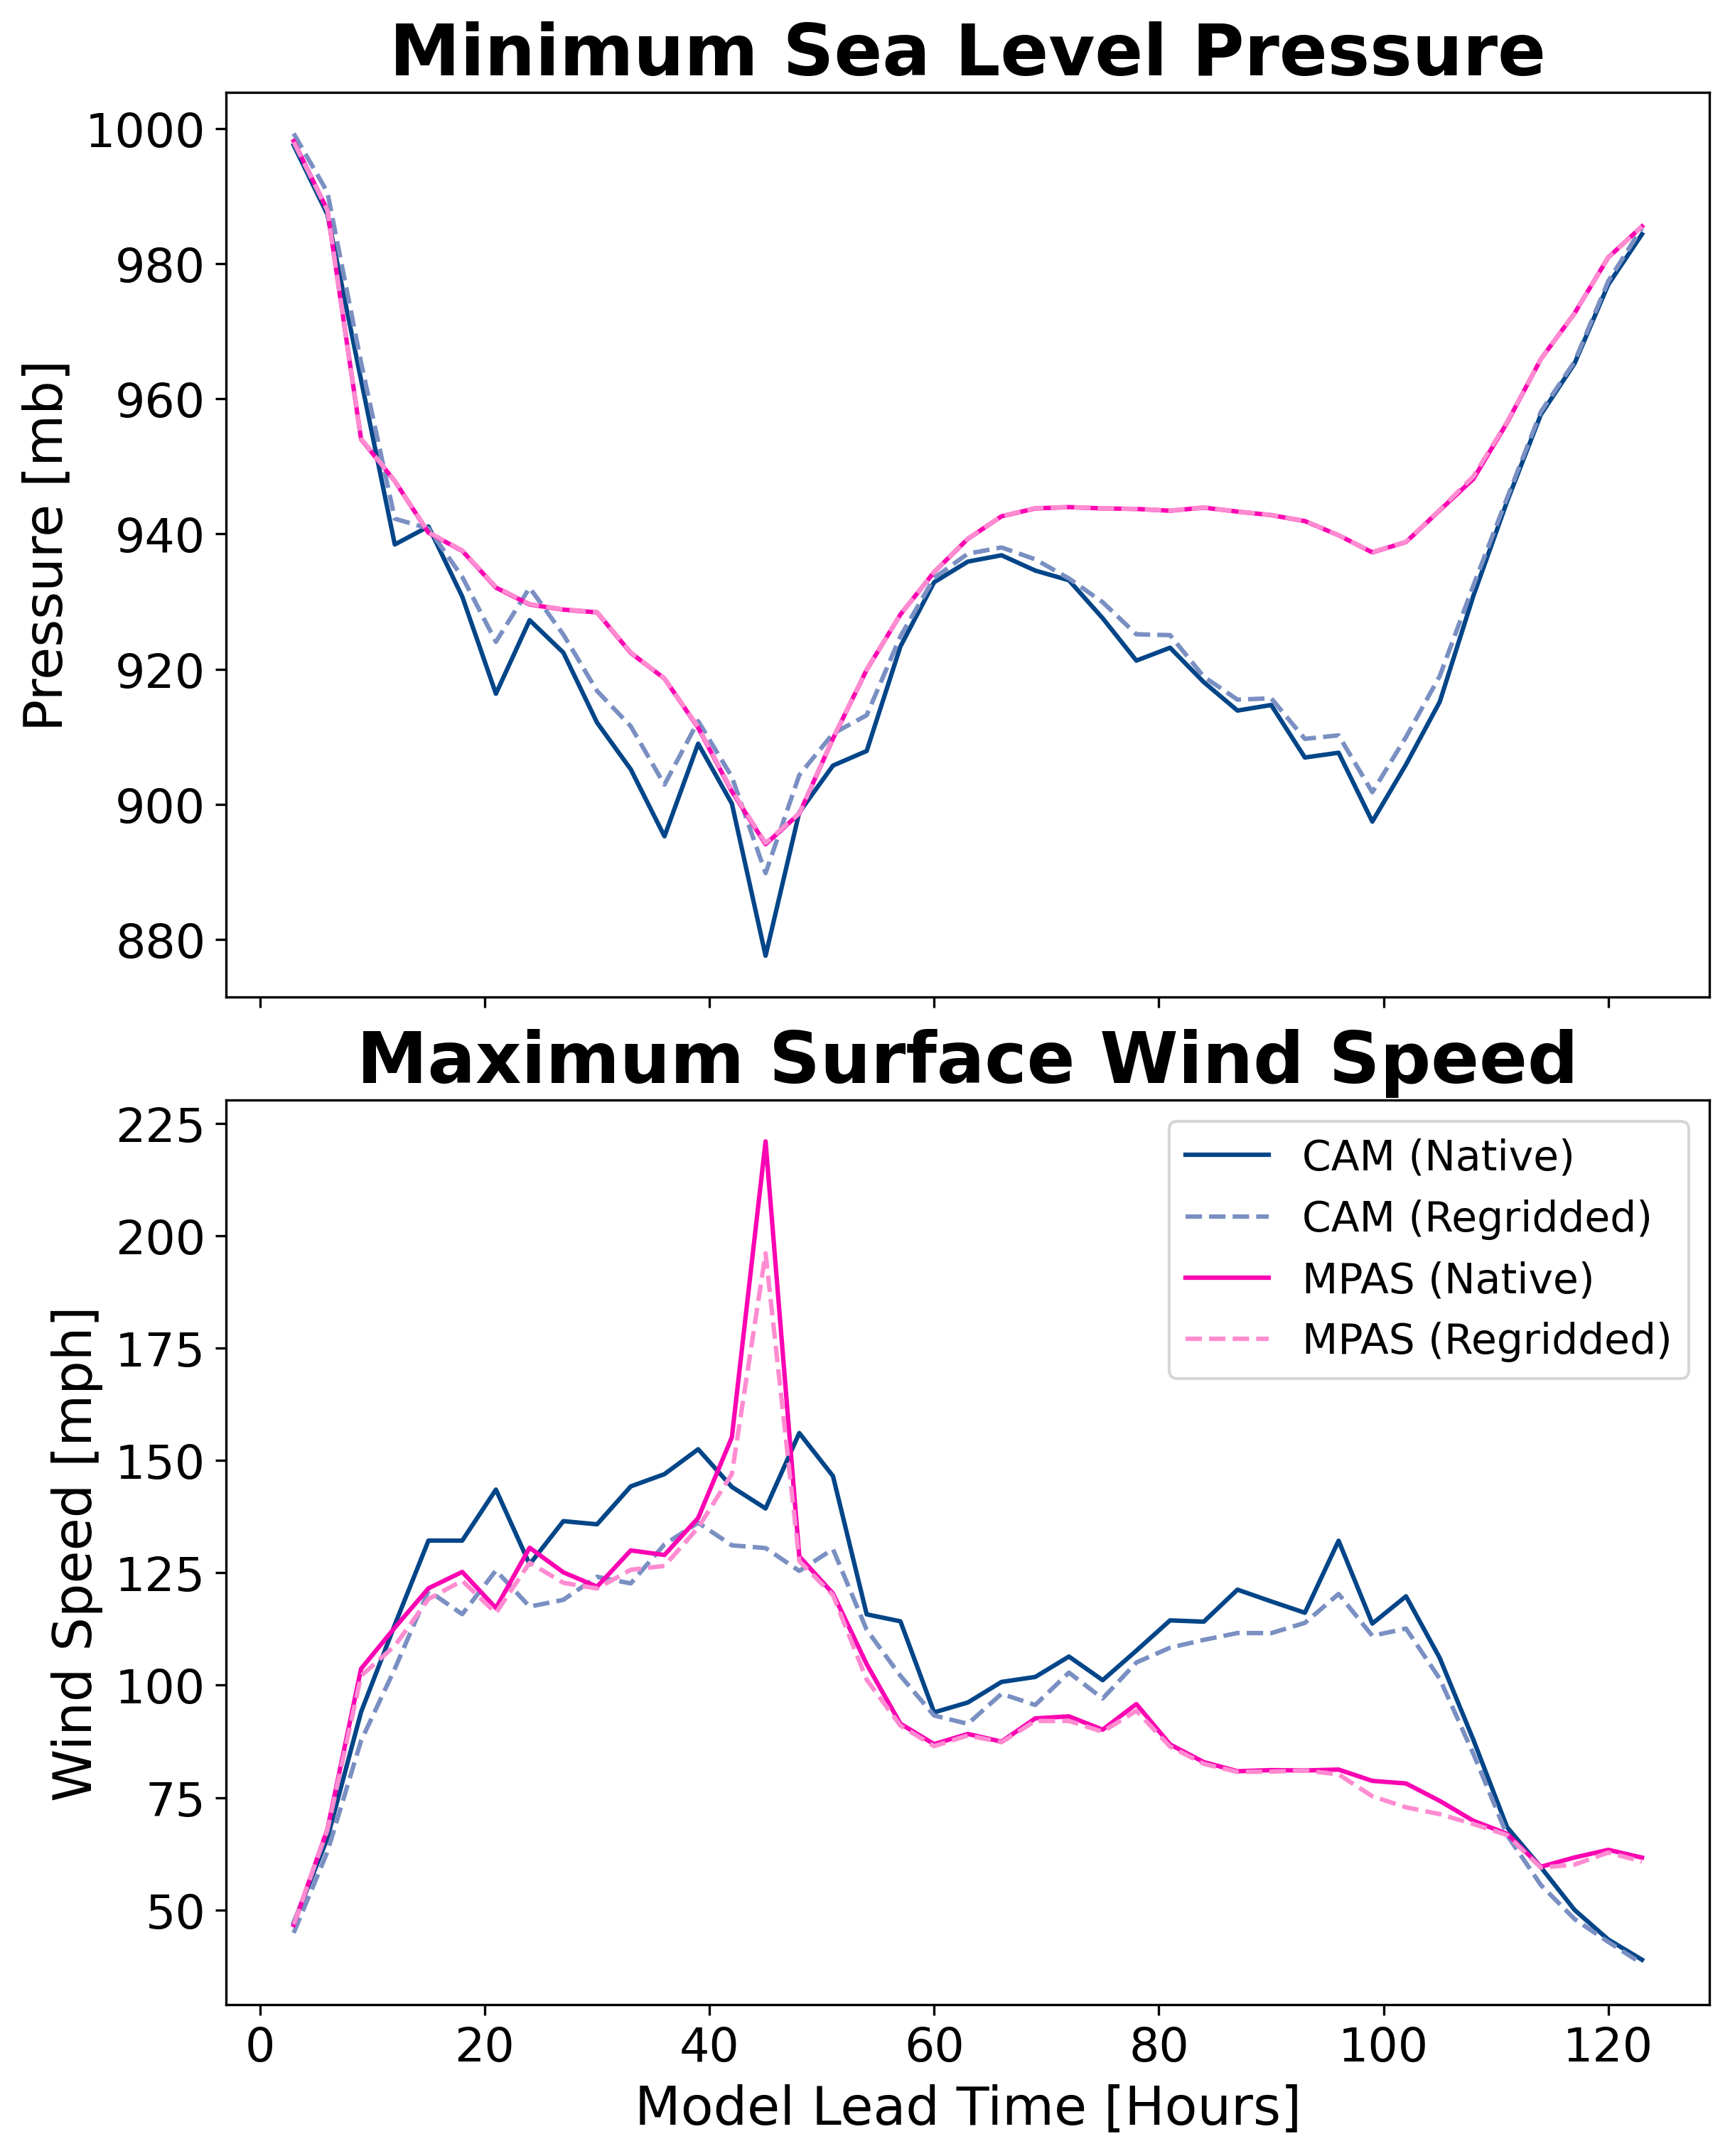 Minimum Sea Level Pressure
1000
980
960
940
920
900
880
Pressure [mb]
Maximum Surface Wind Speed
225
200
175
150
125
100
75
50
Wind Speed [mph]
CAM (Native)
CAM (Regridded)
MPAS (Native)
MPAS (Regridded)
0 20 40 60 80 100 120
Model Lead Time [Hours]